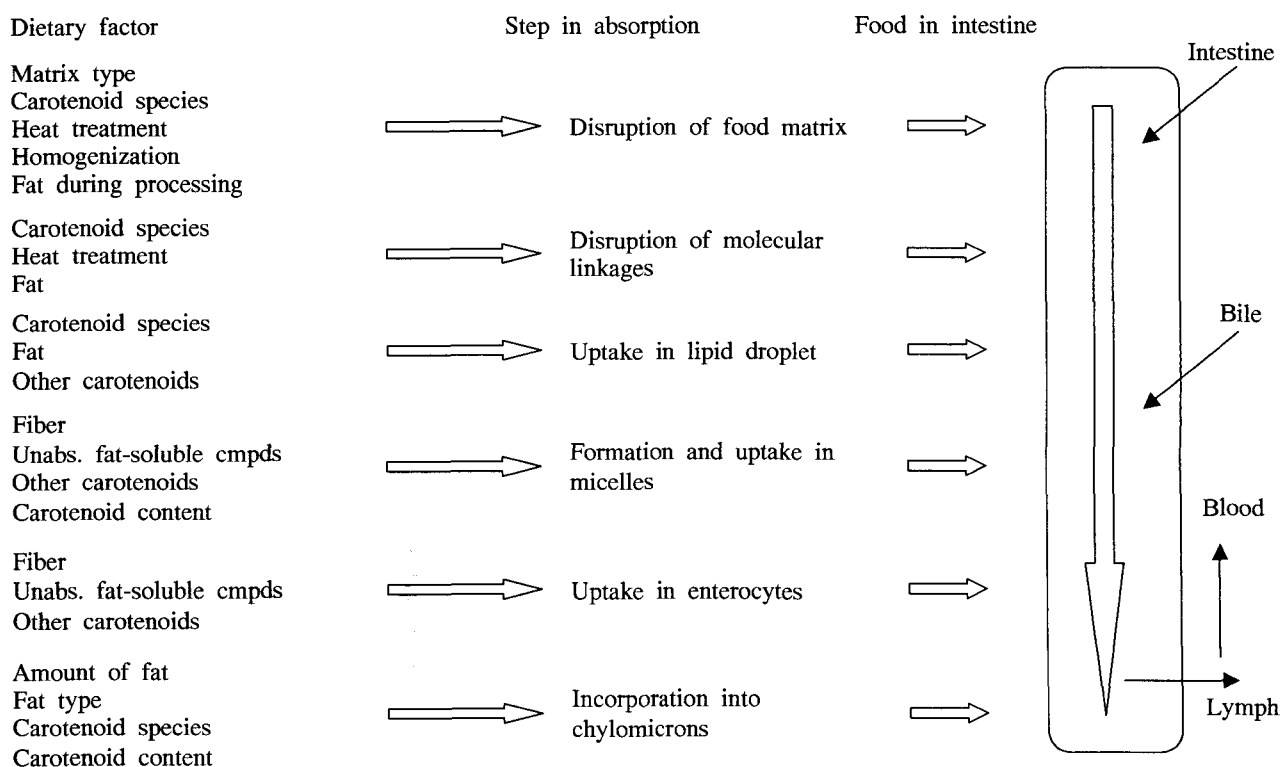 Dietary factor
Step in absorption
Food in intestine
Intestine
Matrix type
Carotenoid species
Heat treatment
Homogenization
Fat during processing
Disruption of food matrix
Carotenoid species
Heat treatment
Fat
Disruption of molecular
linkages
Carotenoid species
Fat
Other carotenoids
Uptake in lipid droplet
Bile
Fiber
Unabs. fat-soluble cmpds
Other carotenoids
Carotenoid content
Formation and uptake in
micelles
Blood
Fiber
Unabs. fat-soluble cmpds
Other carotenoids
Uptake in enterocytes
Amount of fat
Fat type
Carotenoid species
Carotenoid content
Incorporation into
chylomicrons
Lymph